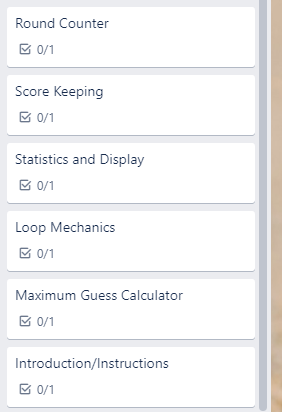 Round Counter
0/1
Score Keeping
0/1
Statistics and Display
0/1
Loop Mechanics
0/1
Maximum Guess Calculator
0/1
Introduction/Instructions
0/1